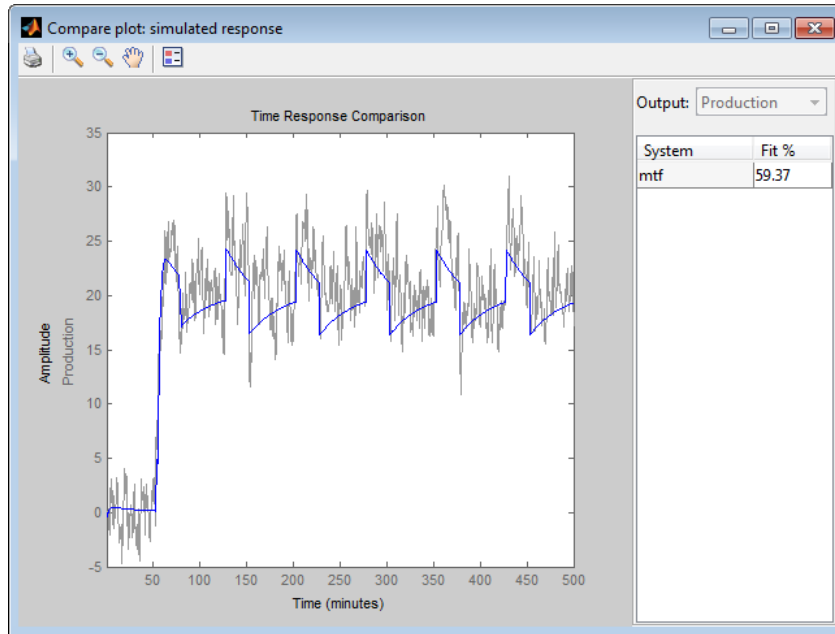 Compare plot: simulated response
Time Response Comparison
Output: Production
System Fit %
mtf 59.37
Amplitude
Production
35
30
25
20
15
10
5
0
-5
50 100 150 200 250 300 350 400 450 500
Time (minutes)